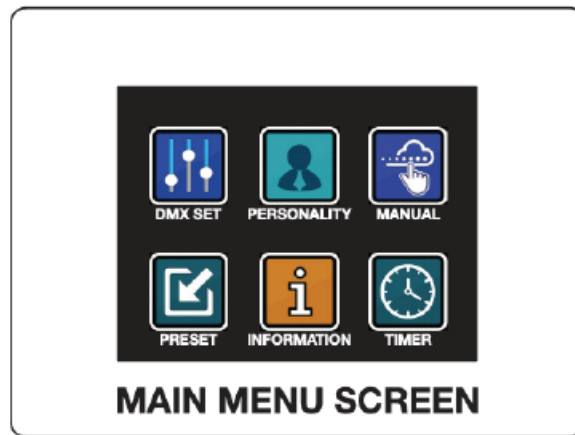 DMX SET PERSONALITY MANUAL
PRESET INFORMATION TIMER
MAIN MENU SCREEN